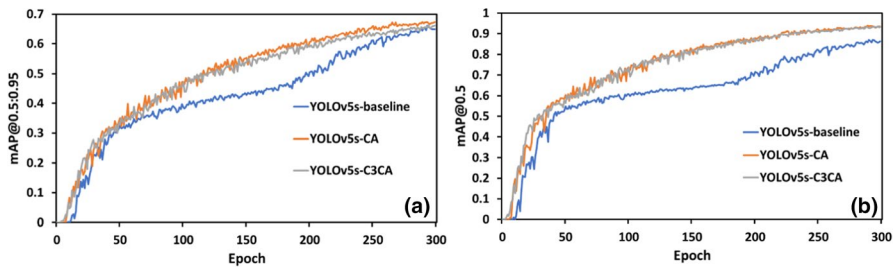 0.7
0.6
0.5
0.4
0.3
0.2
0.1
0
mAP@0.5:0.95
0 50 100 150 200 250 300
Epoch
YOLOv5s-baseline
YOLOv5s-CA
YOLOv5s-C3CA
(a)
1
0.9
0.8
0.7
0.6
0.5
0.4
0.3
0.2
0.1
0
mAP@0.5
0 50 100 150 200 250 300
Epoch
YOLOv5s-baseline
YOLOv5s-CA
YOLOv5s-C3CA
(b)